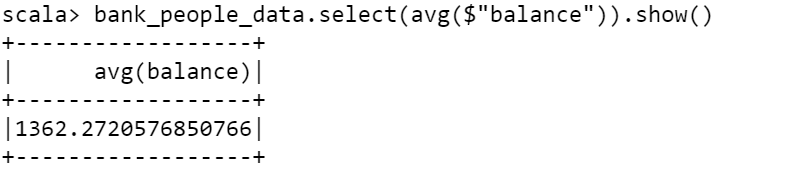 scala> bank_people_data.select(avg($"balance")).show()
+------------------+
|      avg(balance)|
+------------------+
|1362.2720576850766|
+------------------+